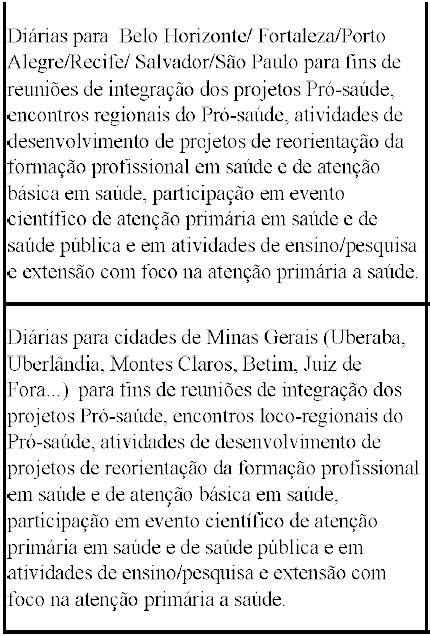 Diárias para  Belo Horizonte/ Fortaleza/Porto
Alegre/Recife/ Salvador/São Paulo para fins de
reuniões de integração dos projetos Pró-saúde,
encontros regionais do Pró-saúde, atividades de
desenvolvimento de projetos de reorientação da
formação profissional em saúde e de atenção
básica em saúde, participação em evento
científico de atenção primária em saúde e de
saúde pública e em atividades de ensino/pesquisa
e extensão com foco na atenção primária a saúde.
Diárias para cidades de Minas Gerais (Uberaba,
Uberlândia, Montes Claros, Betim, Juiz de
Fora...)  para fins de reuniões de integração dos
projetos Pró-saúde, encontros loco-regionais do
Pró-saúde, atividades de desenvolvimento de
projetos de reorientação da formação profissional
em saúde e de atenção básica em saúde,
participação em evento científico de atenção
primária em saúde e de saúde pública e em
atividades de ensino/pesquisa e extensão com
foco na atenção primária a saúde.